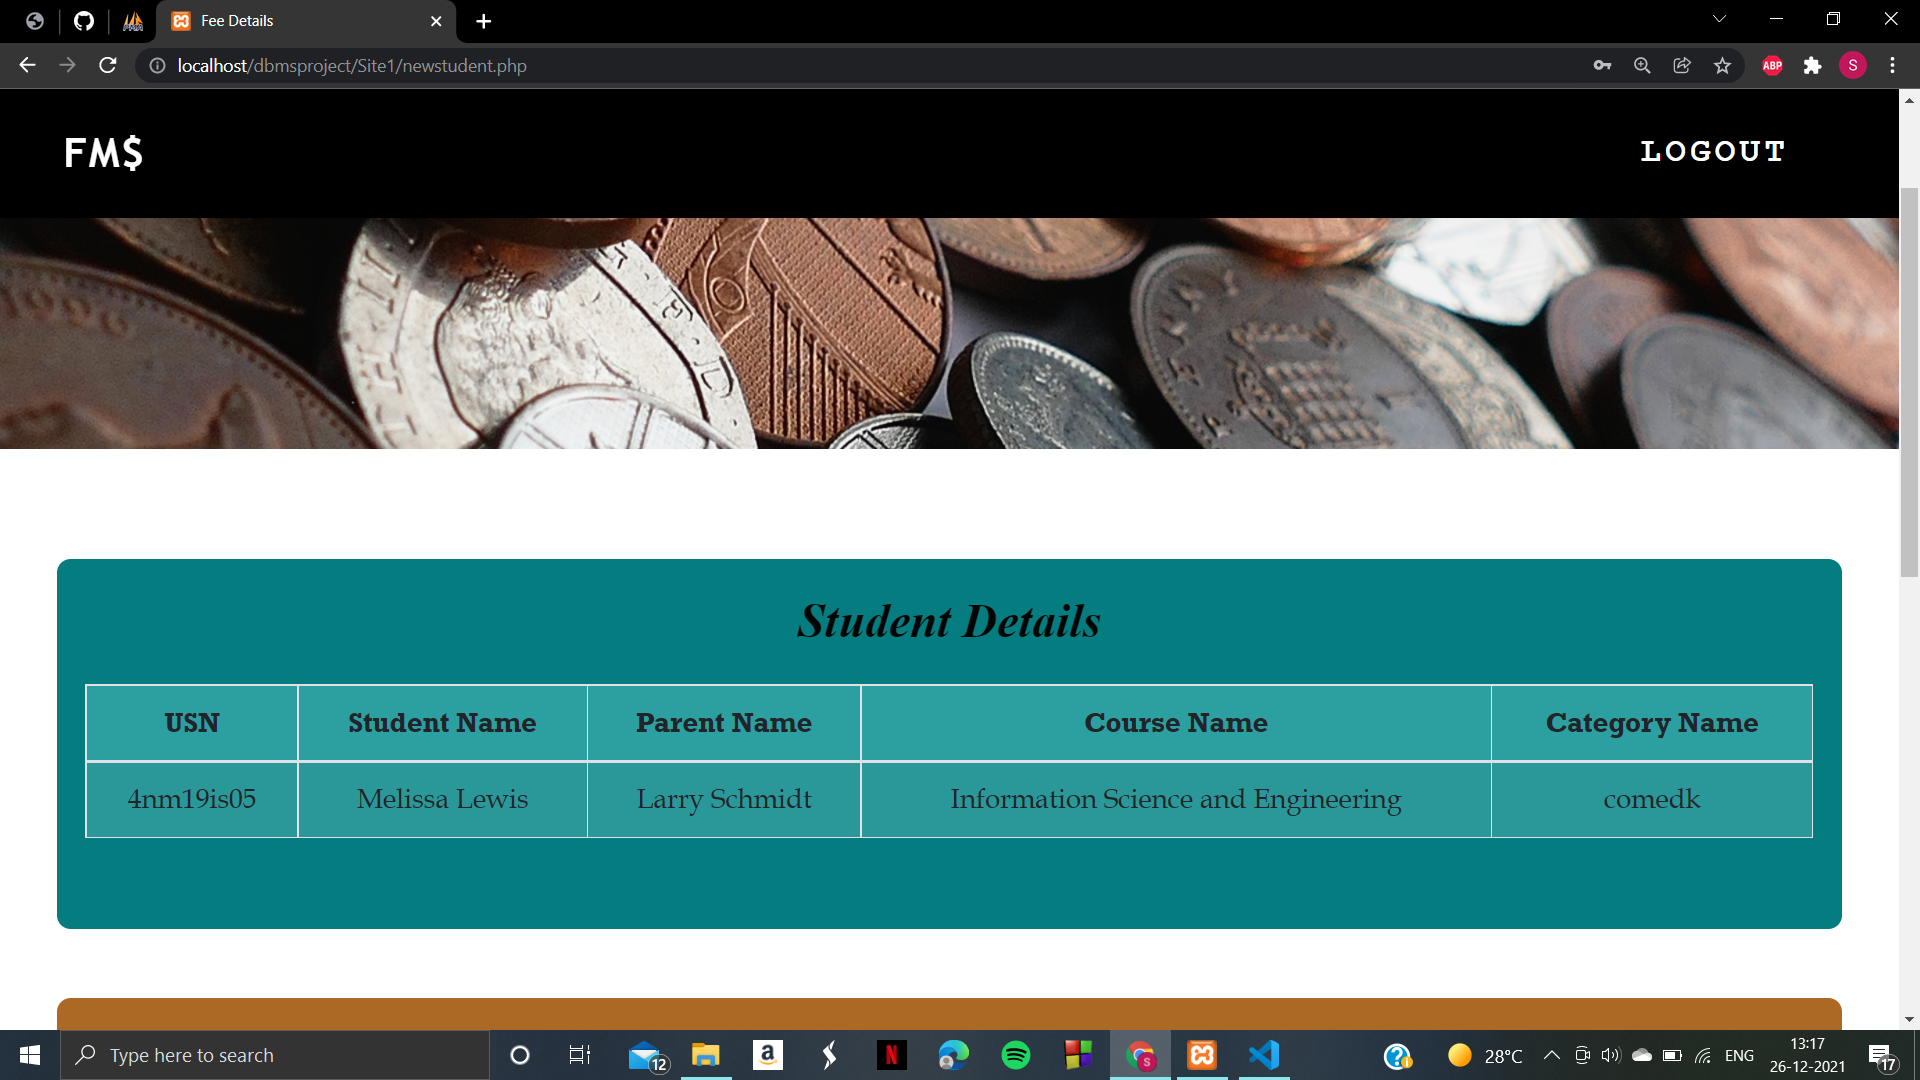 Fee Details
localhost/dbmsproject/Site1/newstudent.php
ABP
S
FM$
LOGOUT
1926
Student Details
USN Student Name Parent Name Course Name Category Name
4nm19is05 Melissa Lewis Larry Schmidt Information Science and Engineering comedk
Type here to search
12
28°C
ENG
13:17
26-12-2021
17